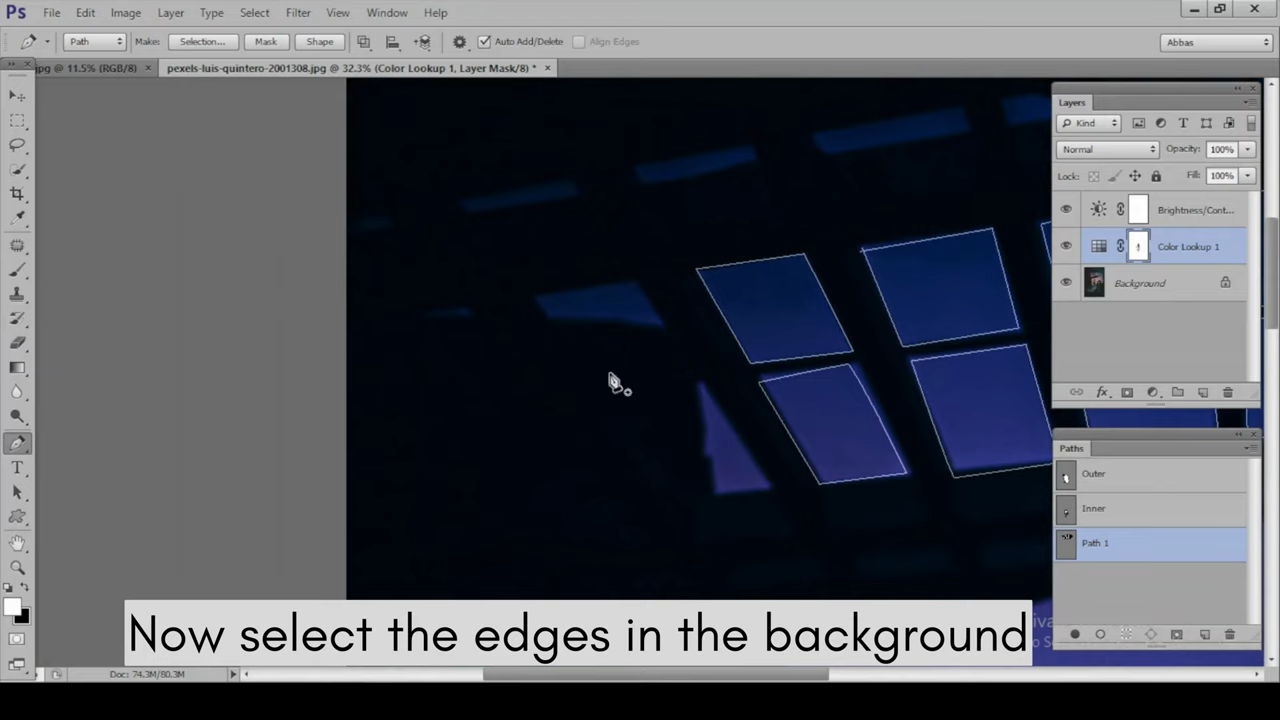 Ps File Edit Image Layer Type Select Filter View Window Help
Path Make: Selection... Mask Shape Auto Add/Delete Align Edges Abbas
.jpg @ 11.5% (RGB/8) × pexels-luis-quintero-2001308.jpg @ 32.3% (Color Lookup 1, Layer Mask/8) * ×
Layers
Kind
Normal Opacity: 100%
Lock: Fill: 100%
Brightness/Cont...
Color Lookup 1
Background
fx
Paths
Outer
Inner
Path 1
Now select the edges in the background
Doc: 74.3M/80.3M